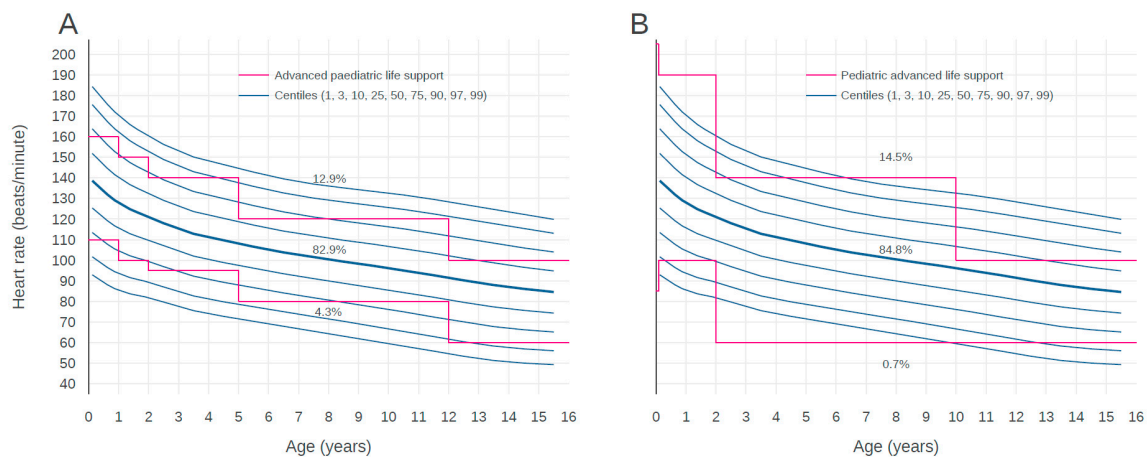 A
Heart rate (beats/minute)
200
190
180
170
160
150
140
130
120
110
100
90
80
70
60
50
40
Advanced paediatric life support
Centiles (1, 3, 10, 25, 50, 75, 90, 97, 99)
12.9%
82.9%
4.3%
0 1 2 3 4 5 6 7 8 9 10 11 12 13 14 15 16
Age (years)
B
Pediatric advanced life support
Centiles (1, 3, 10, 25, 50, 75, 90, 97, 99)
14.5%
84.8%
0.7%
0 1 2 3 4 5 6 7 8 9 10 11 12 13 14 15 16
Age (years)